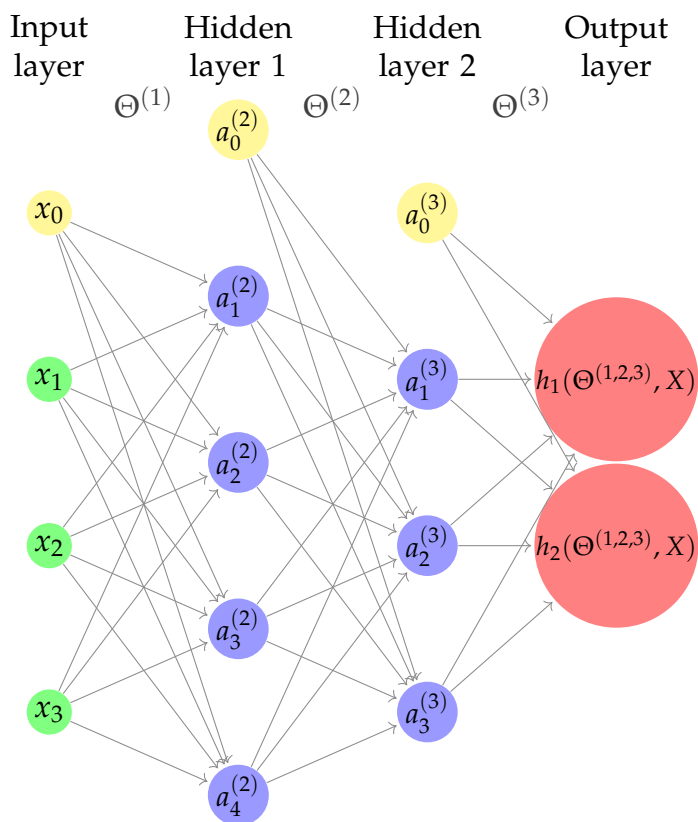 Input layer
Hidden layer 1
Hidden layer 2
Output layer
Θ^(1)
Θ^(2)
Θ^(3)
x_0
x_1
x_2
x_3
a_0^(2)
a_1^(2)
a_2^(2)
a_3^(2)
a_4^(2)
a_0^(3)
a_1^(3)
a_2^(3)
a_3^(3)
h_1(Θ^(1,2,3), X)
h_2(Θ^(1,2,3), X)